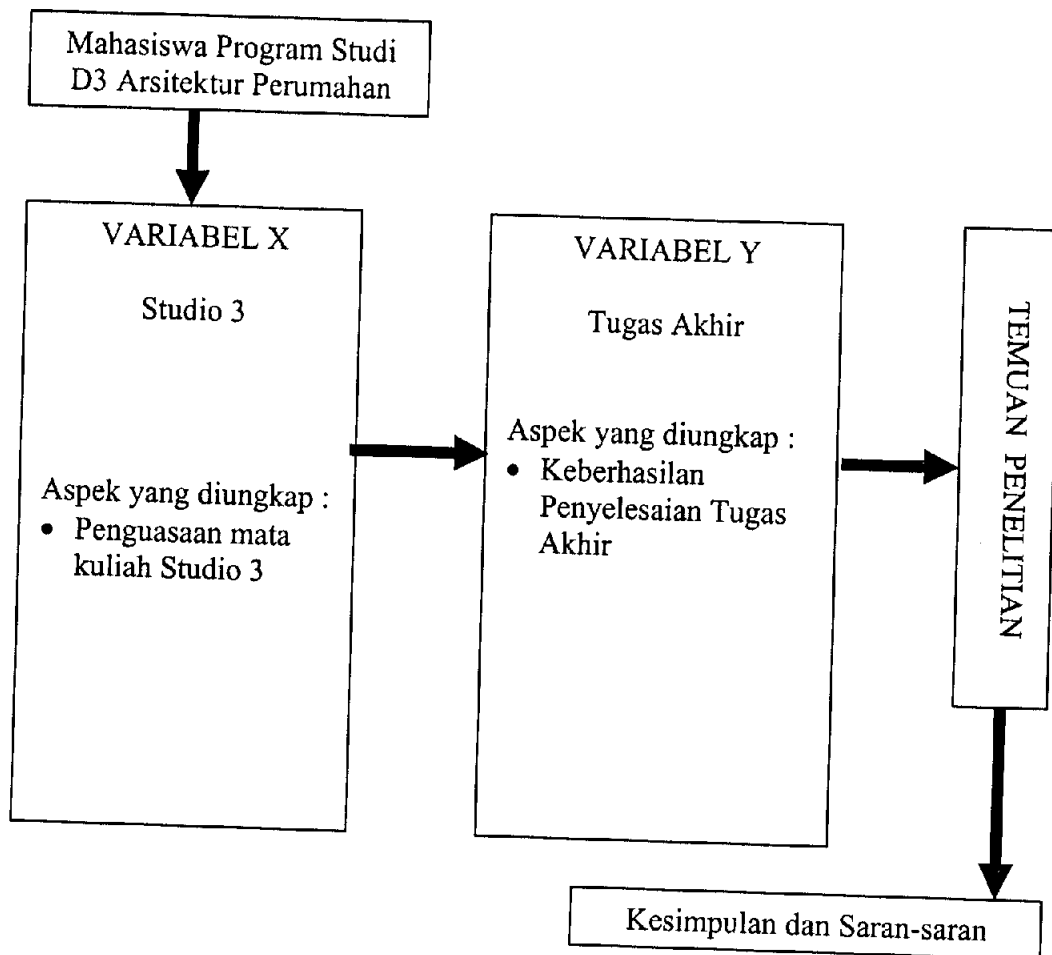 Mahasiswa Program Studi
D3 Arsitektur Perumahan
VARIABEL X
Studio 3
Aspek yang diungkap :
• Penguasaan mata
kuliah Studio 3
VARIABEL Y
Tugas Akhir
Aspek yang diungkap :
• Keberhasilan
Penyelesaian Tugas
Akhir
TEMUAN PENELITIAN
Kesimpulan dan Saran-saran